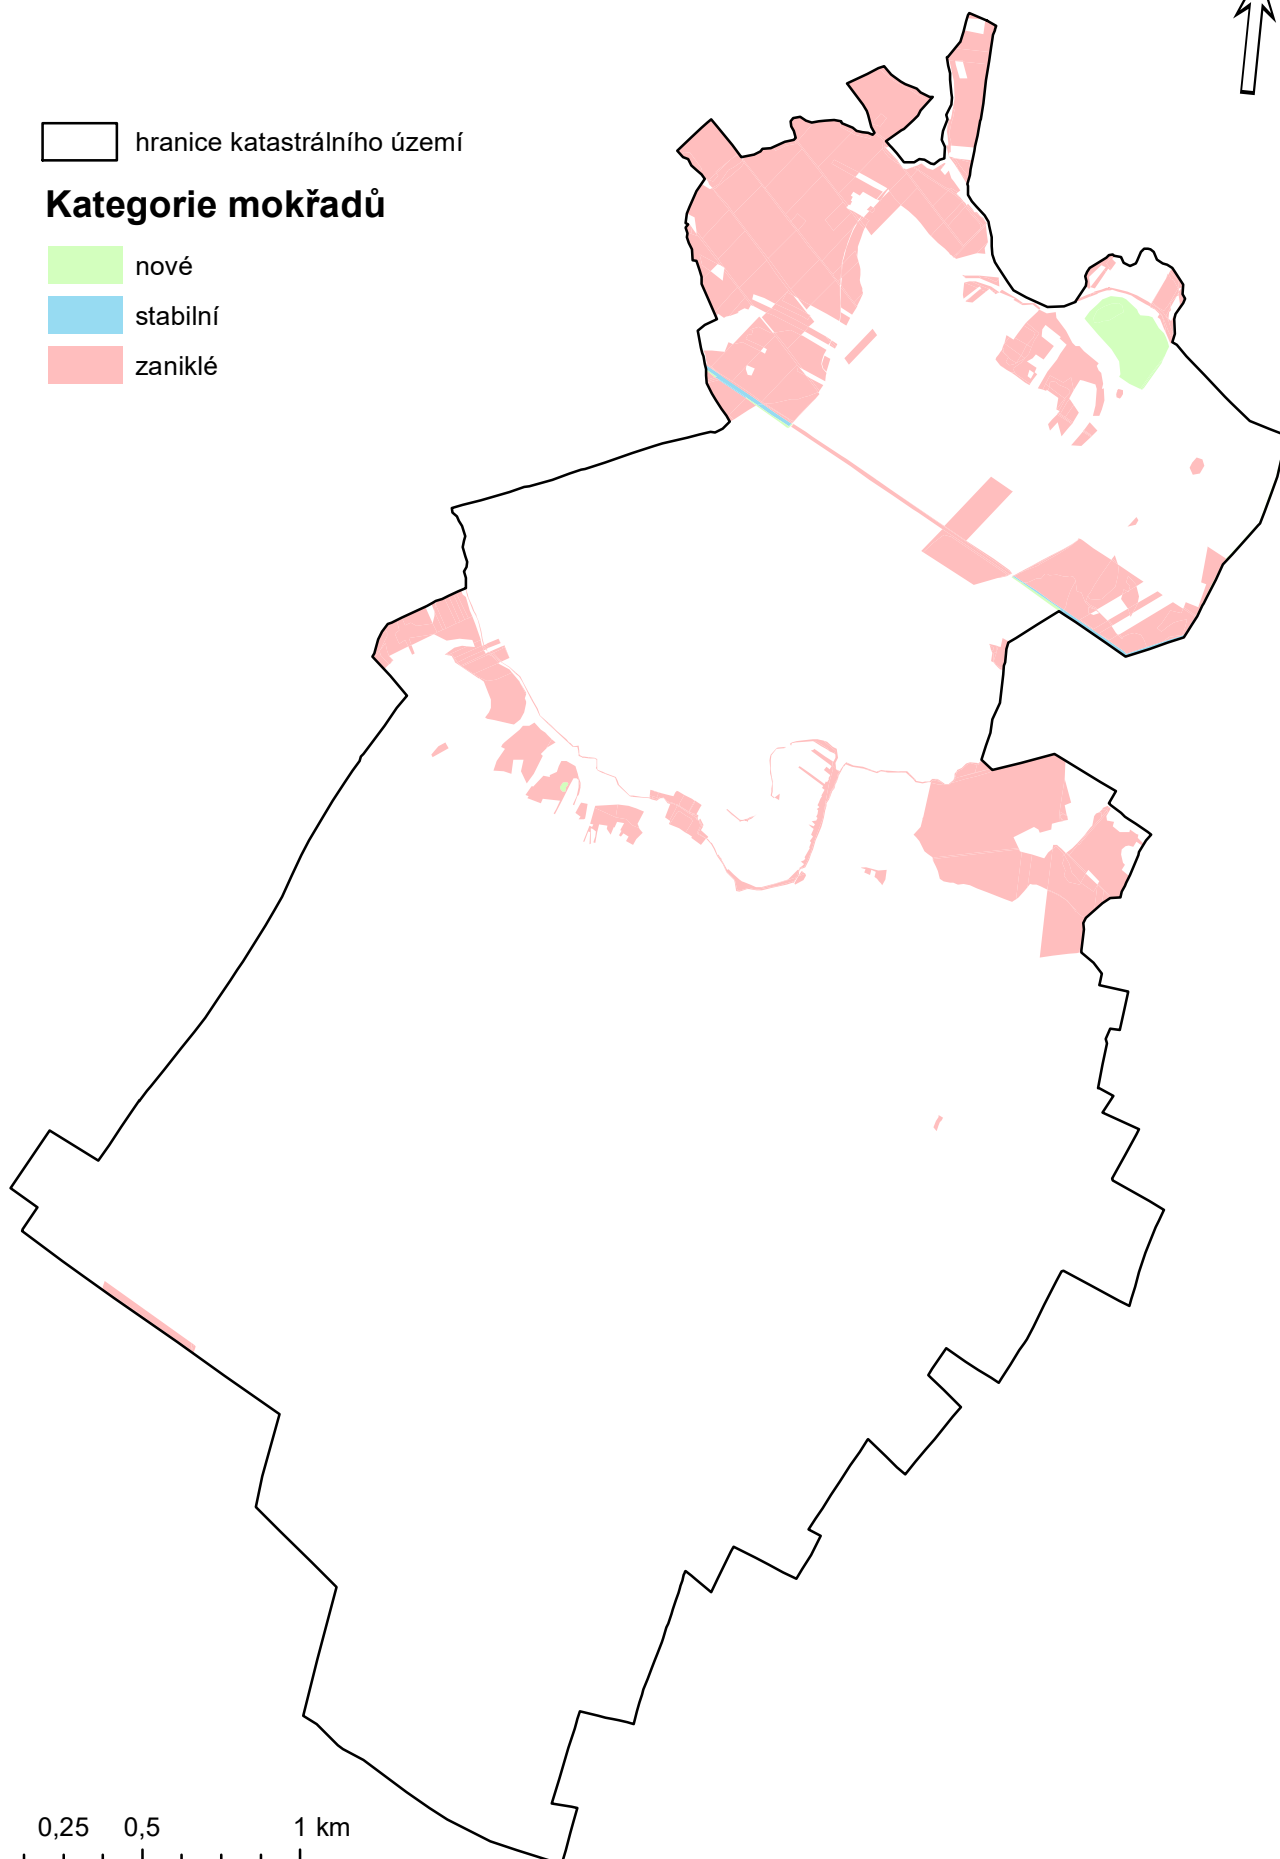 hranice katastrálního území
Kategorie mokřadů
nové
stabilní
zaniklé
0,25 0,5 1 km